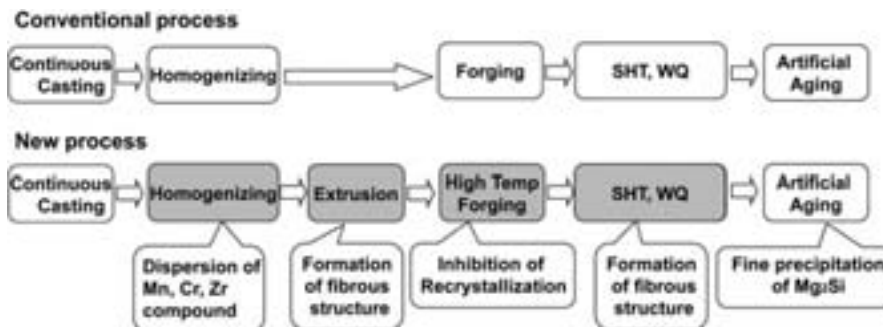 Conventional process
Continuous Casting
Homogenizing
Forging
SHT, WQ
Artificial Aging
New process
Continuous Casting
Homogenizing
Extrusion
High Temp Forging
SHT, WQ
Artificial Aging
Dispersion of
Mn, Cr, Zr
compound
Formation
of fibrous
structure
Inhibition of
Recrystallization
Formation
of fibrous
structure
Fine precipitation
of Mg₂Si